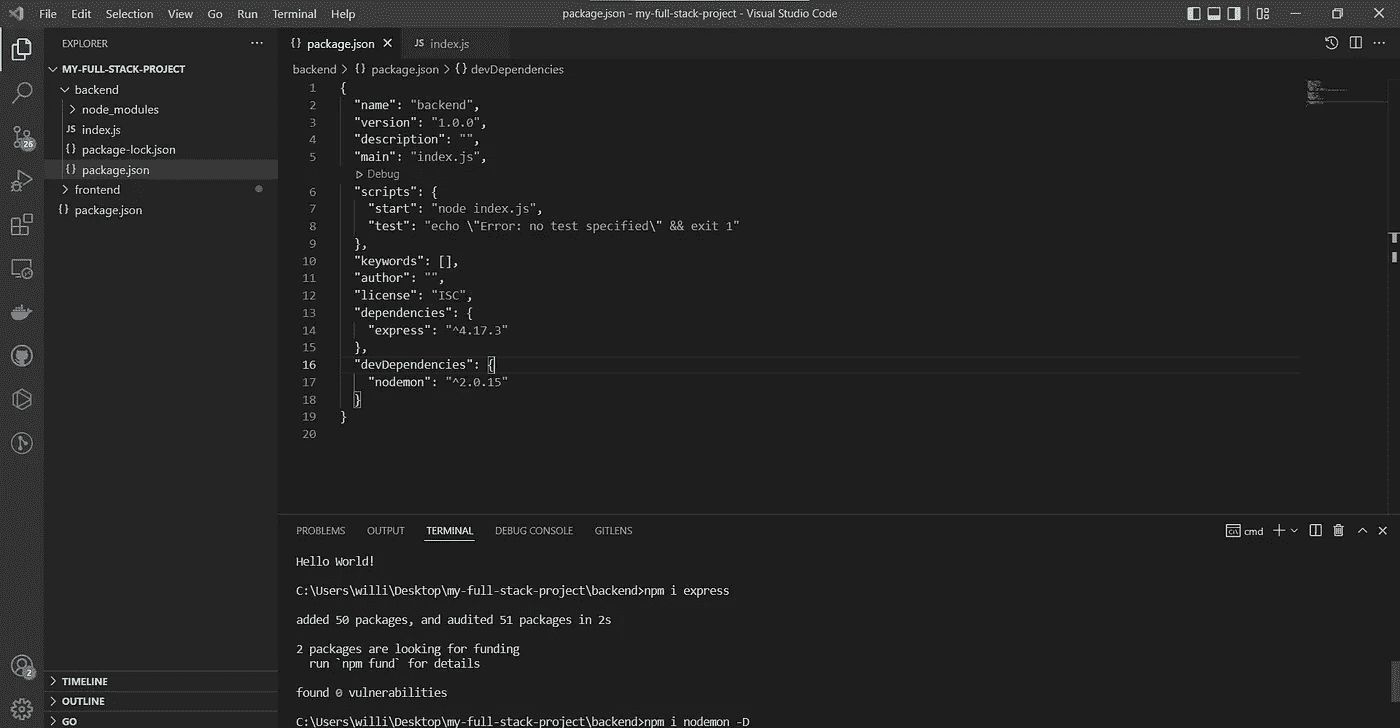 File Edit Selection View Go Run Terminal Help
package.json - my-full-stack-project - Visual Studio Code
EXPLORER
MY-FULL-STACK-PROJECT
backend
node_modules
JS index.js
{} package-lock.json
{} package.json
frontend
{} package.json
26
2
TIMELINE
OUTLINE
GO
{} package.json
JS index.js
backend > {} package.json > {} devDependencies
1 {
2 "name": "backend",
3 "version": "1.0.0",
4 "description": "",
5 "main": "index.js",
Debug
6 "scripts": {
7 "start": "node index.js",
8 "test": "echo \"Error: no test specified\" && exit 1"
9 },
10 "keywords": [],
11 "author": "",
12 "license": "ISC",
13 "dependencies": {
14 "express": "^4.17.3"
15 },
16 "devDependencies": {
17 "nodemon": "^2.0.15"
18 }
19 }
20
PROBLEMS OUTPUT TERMINAL DEBUG CONSOLE GITLENS
cmd
Hello World!
C:\Users\willi\Desktop\my-full-stack-project\backend>npm i express
added 50 packages, and audited 51 packages in 2s
2 packages are looking for funding
run `npm fund` for details
found 0 vulnerabilities
C:\Users\willi\Desktop\my-full-stack-project\backend>npm i nodemon -D